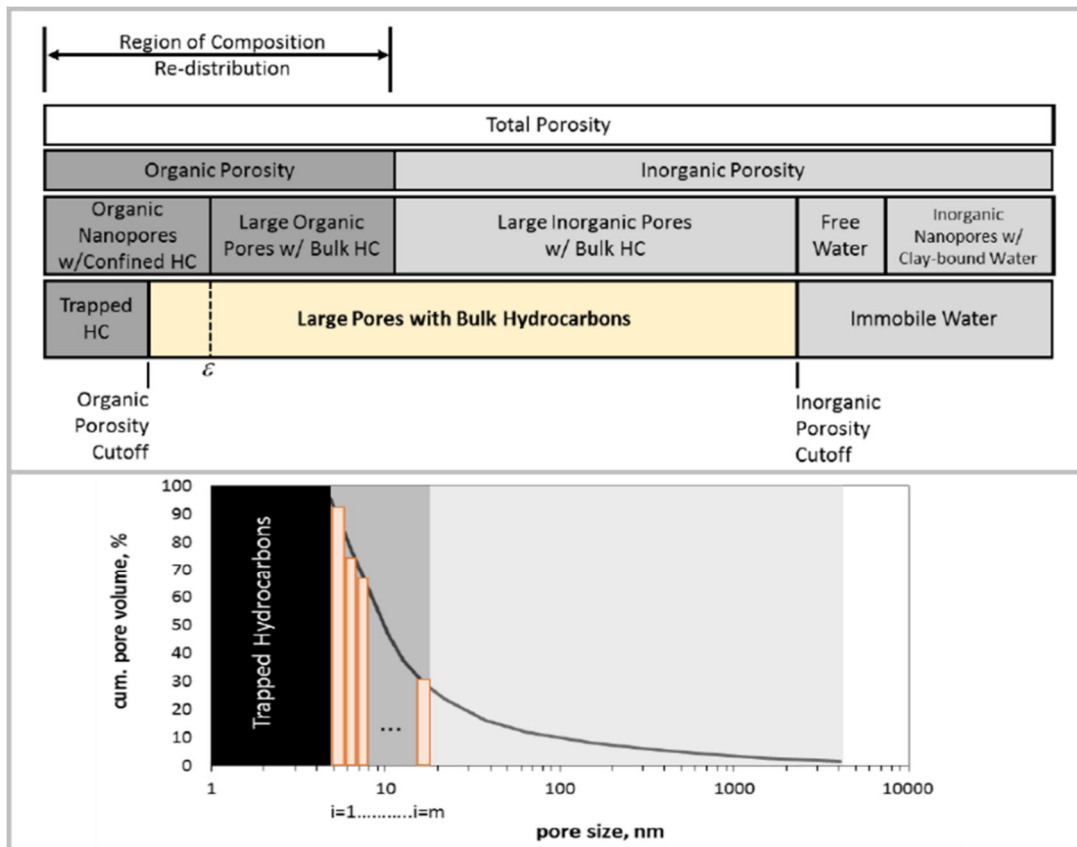 Region of Composition
Re-distribution
Total Porosity
Organic Porosity
Inorganic Porosity
Organic
Nanopores
w/Confined HC
Large Organic
Pores w/ Bulk HC
Large Inorganic Pores
w/ Bulk HC
Free
Water
Inorganic
Nanopores w/
Clay-bound Water
Trapped
HC
Large Pores with Bulk Hydrocarbons
Immobile Water
ε
Organic
Porosity
Cutoff
Inorganic
Porosity
Cutoff
cum. pore volume, %
100
90
80
70
60
50
40
30
20
10
0
Trapped Hydrocarbons
...
1
10
100
1000
10000
i=1...........i=m
pore size, nm